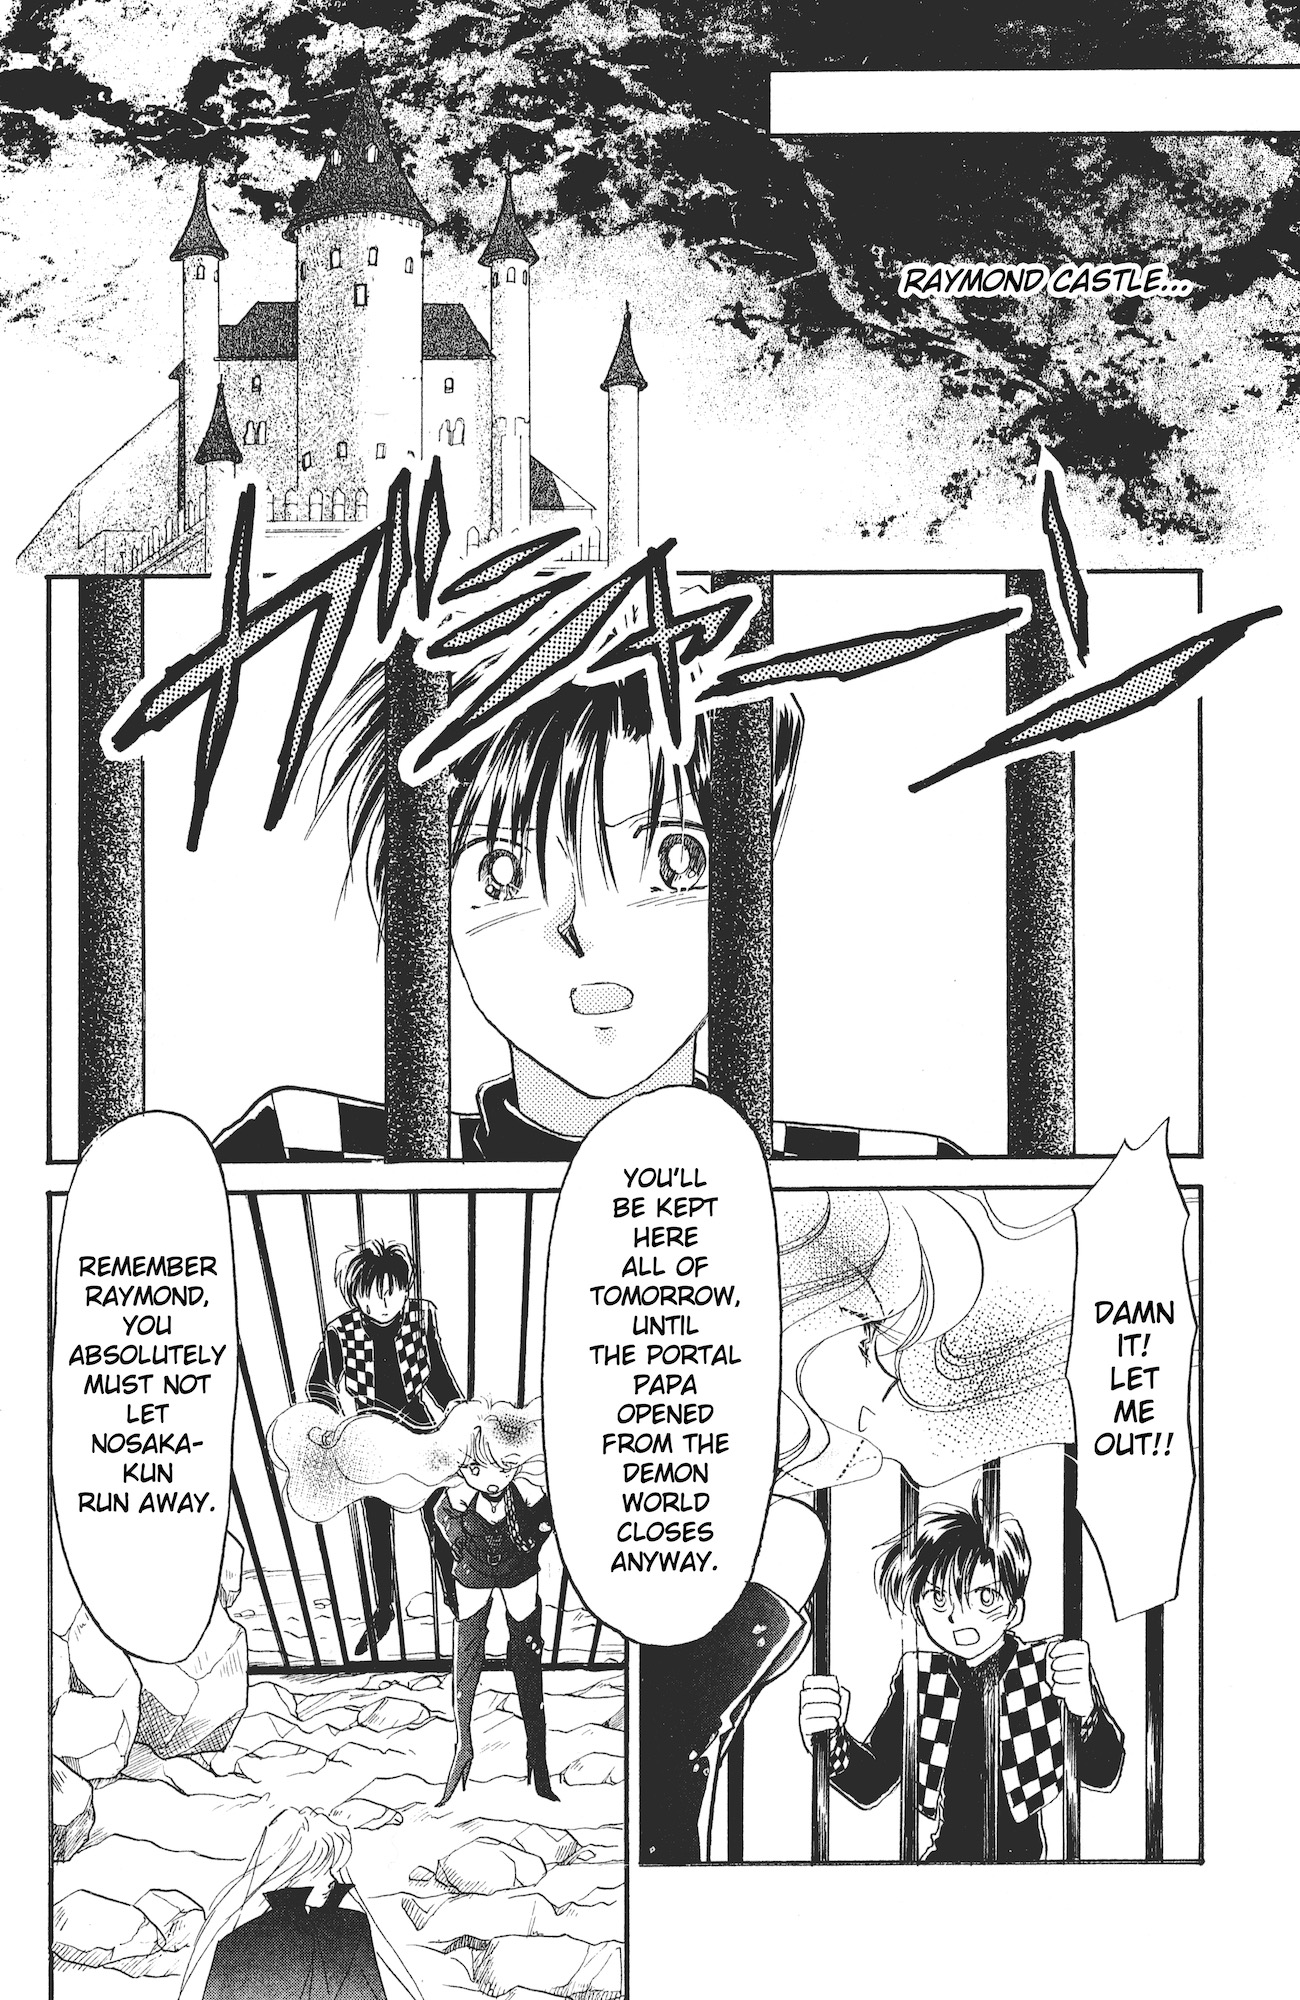 RAYMOND CASTLE...
ガシャーン
DAMN
IT!
LET
ME
OUT!!
YOU'LL
BE KEPT
HERE
ALL OF
TOMORROW,
UNTIL
THE PORTAL
PAPA
OPENED
FROM THE
DEMON
WORLD
CLOSES
ANYWAY.
REMEMBER
RAYMOND,
YOU
ABSOLUTELY
MUST NOT
LET
NOSAKA-
KUN
RUN AWAY.